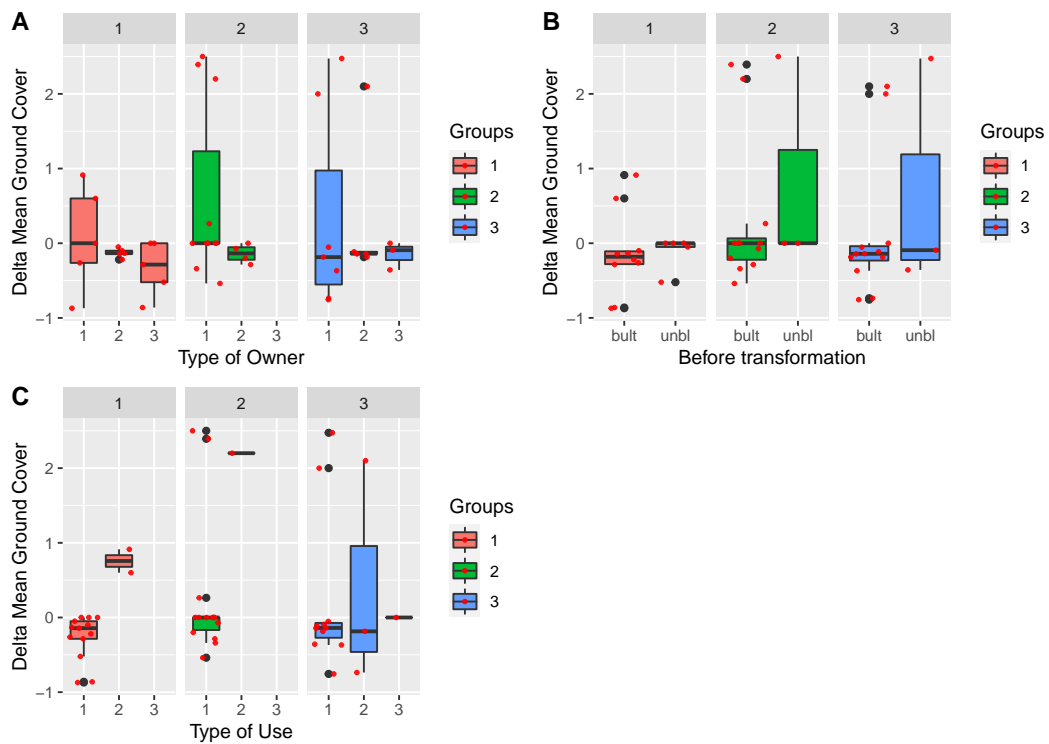 A
1 2 3
Delta Mean Ground Cover
2
1
0
−1
1 2 3 1 2 3 1 2 3
Type of Owner
Groups
1
2
3
B
1 2 3
Delta Mean Ground Cover
2
1
0
−1
bult unbl bult unbl bult unbl
Before transformation
Groups
1
2
3
C
1 2 3
Delta Mean Ground Cover
2
1
0
−1
1 2 3 1 2 3 1 2 3
Type of Use
Groups
1
2
3